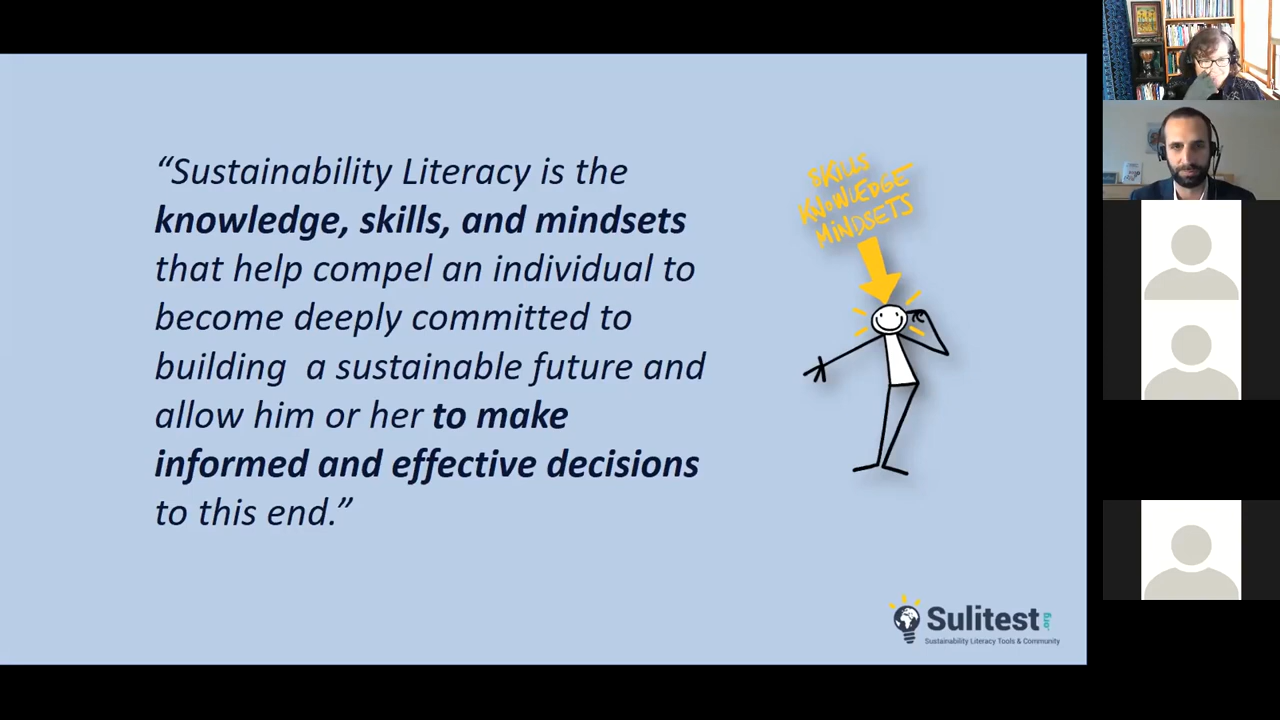 “Sustainability Literacy is the
knowledge, skills, and mindsets
that help compel an individual to
become deeply committed to
building  a sustainable future and
allow him or her to make
informed and effective decisions
to this end.”
SKILLS
KNOWLEDGE
MINDSETS
Sulitest.org
Sustainability Literacy Tools & Community